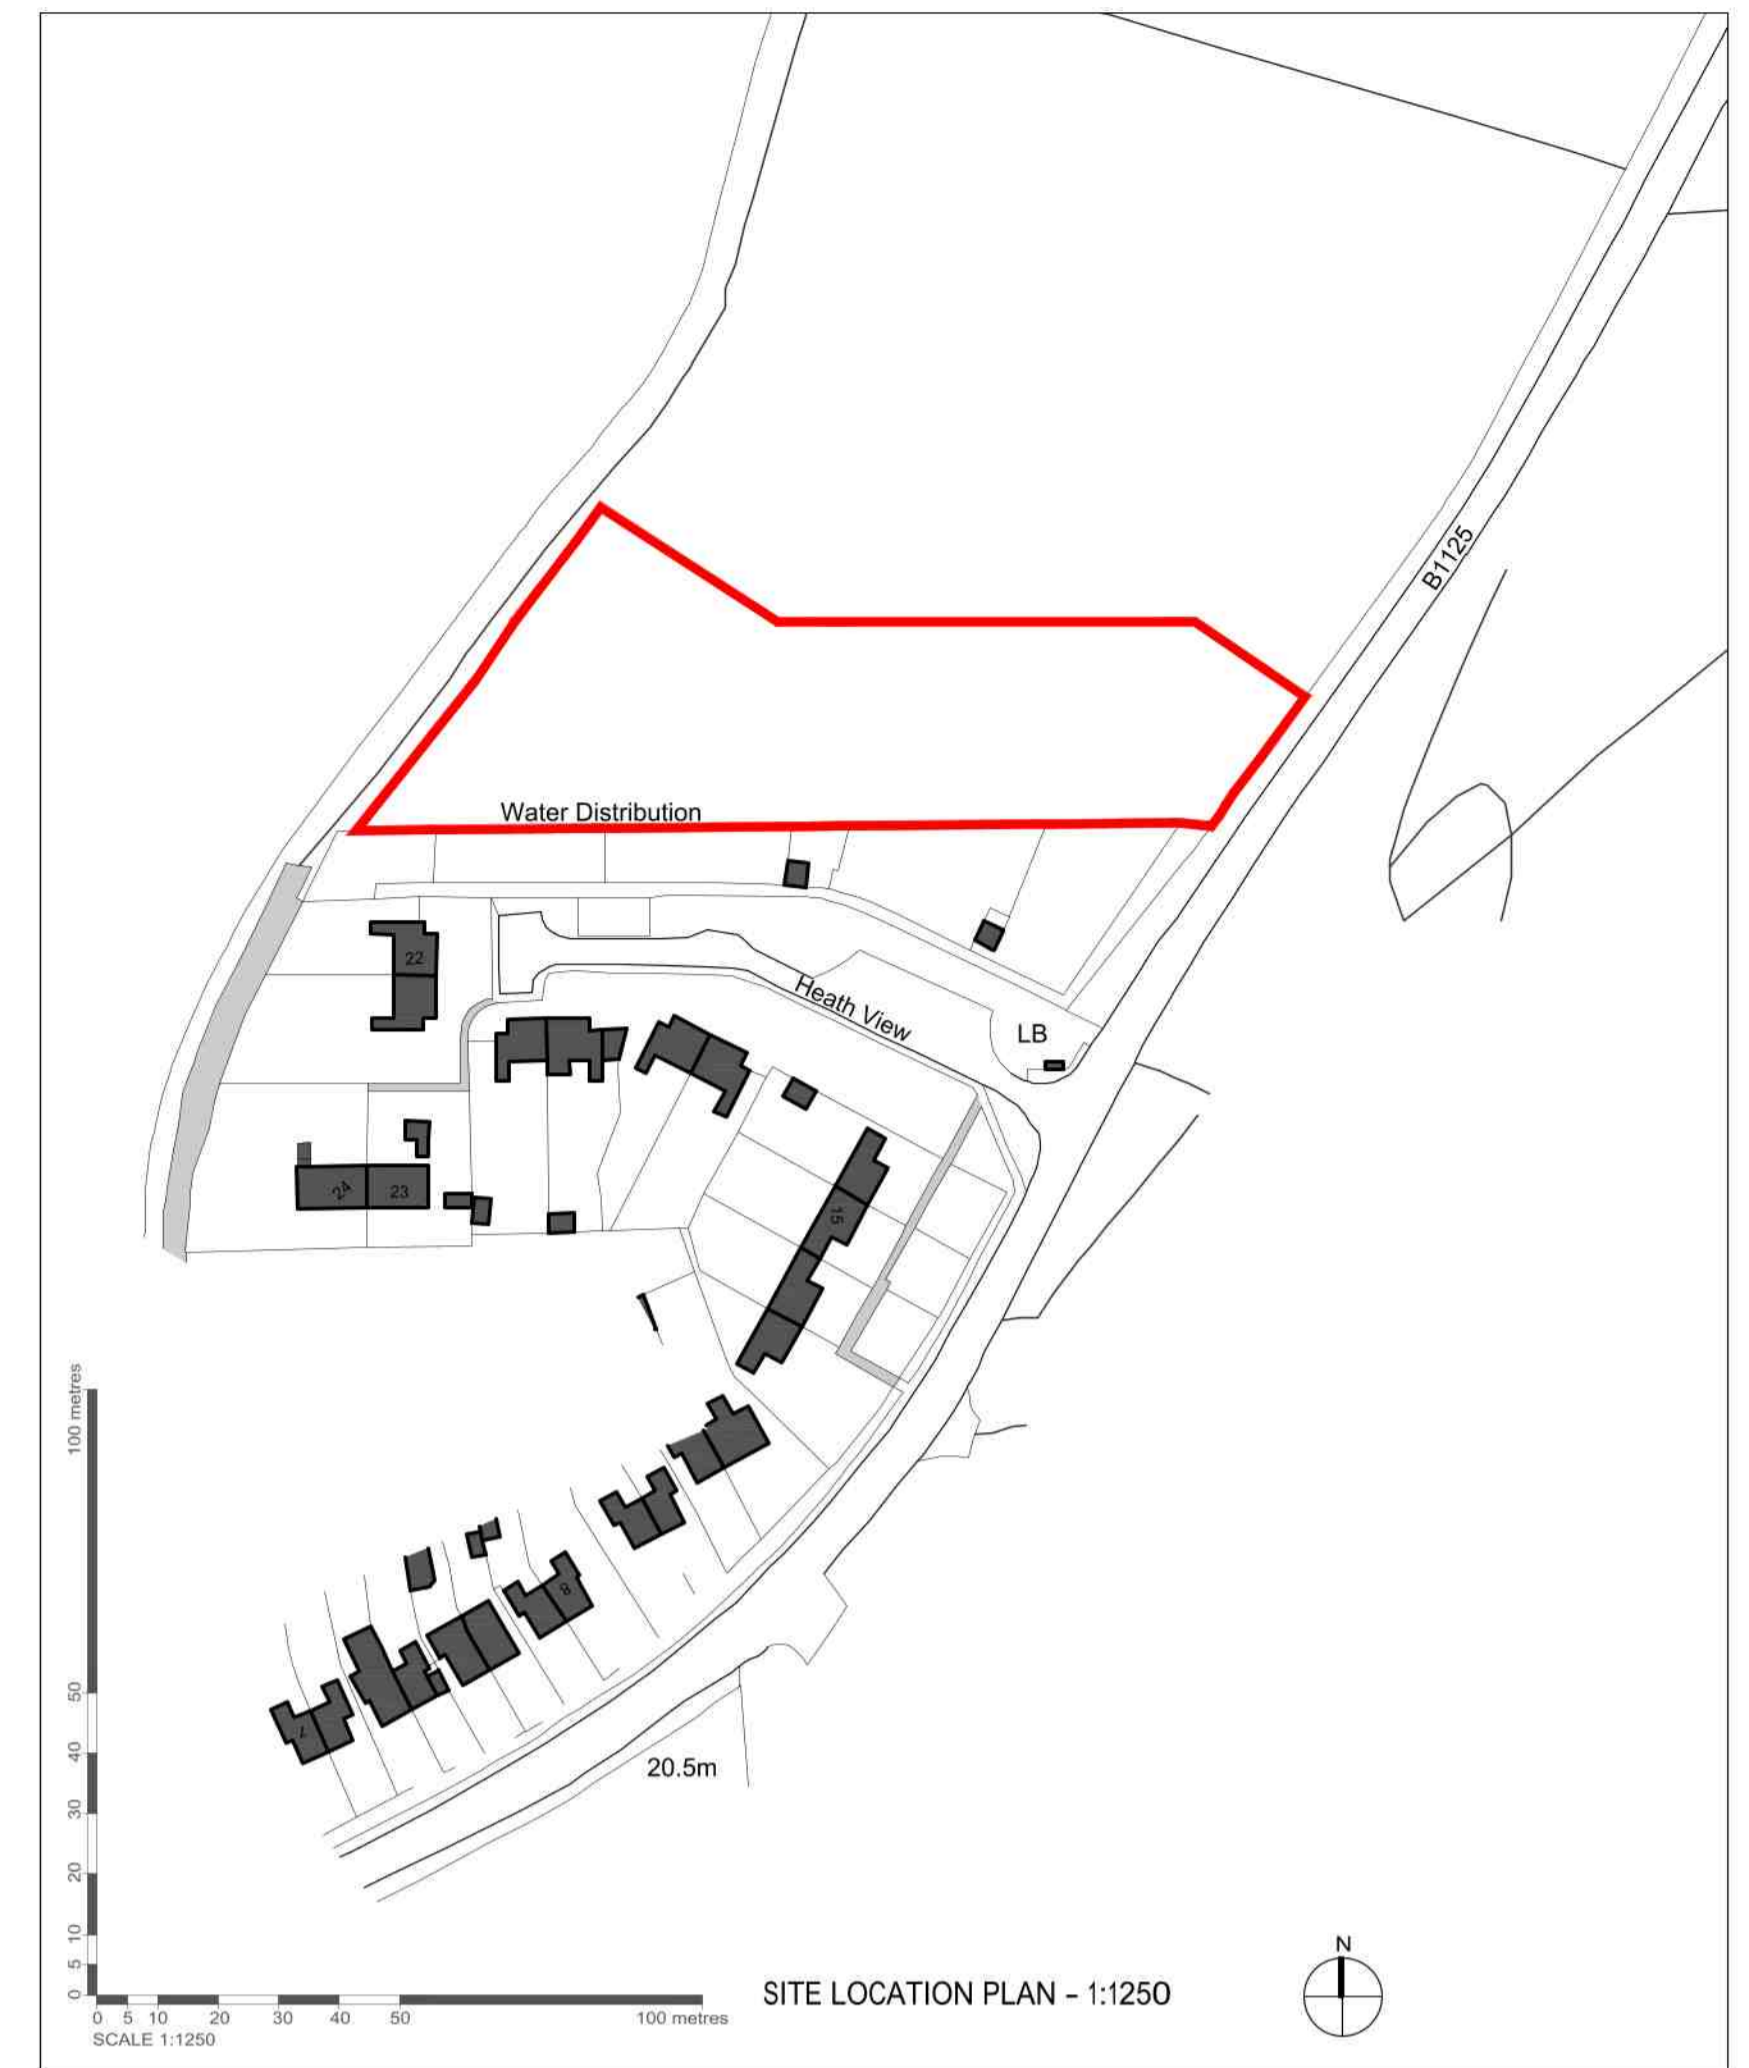 B1125
Water Distribution
22
Heath View
LB
24
23
15
8
7
20.5m
100 metres
50
40
30
20
10
5
0
0 5 10 20 30 40 50 100 metres
SCALE 1:1250
SITE LOCATION PLAN - 1:1250
N